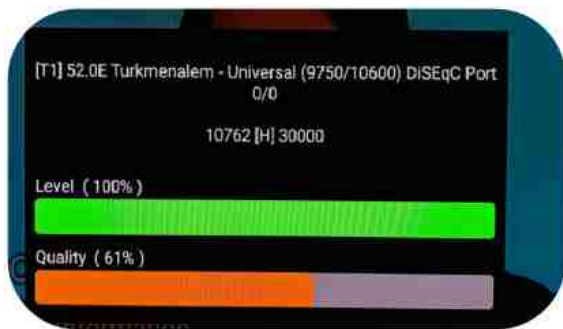 [T1] 52.0E Turkmenalem - Universal (9750/10600) DiSEqC Port
0/0
10762 [H] 30000
Level ( 100% )
Quality ( 61% )